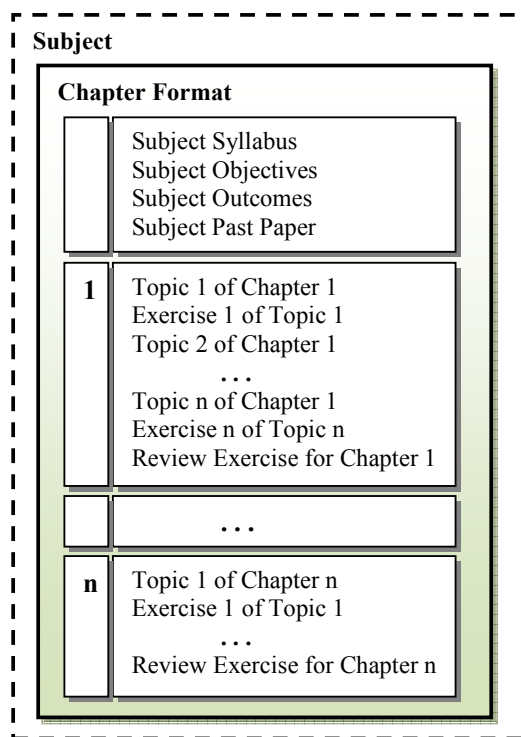 Subject
Chapter Format
Subject Syllabus
Subject Objectives
Subject Outcomes
Subject Past Paper
1
Topic 1 of Chapter 1
Exercise 1 of Topic 1
Topic 2 of Chapter 1
...
Topic n of Chapter 1
Exercise n of Topic n
Review Exercise for Chapter 1
...
n
Topic 1 of Chapter n
Exercise 1 of Topic 1
...
Review Exercise for Chapter n